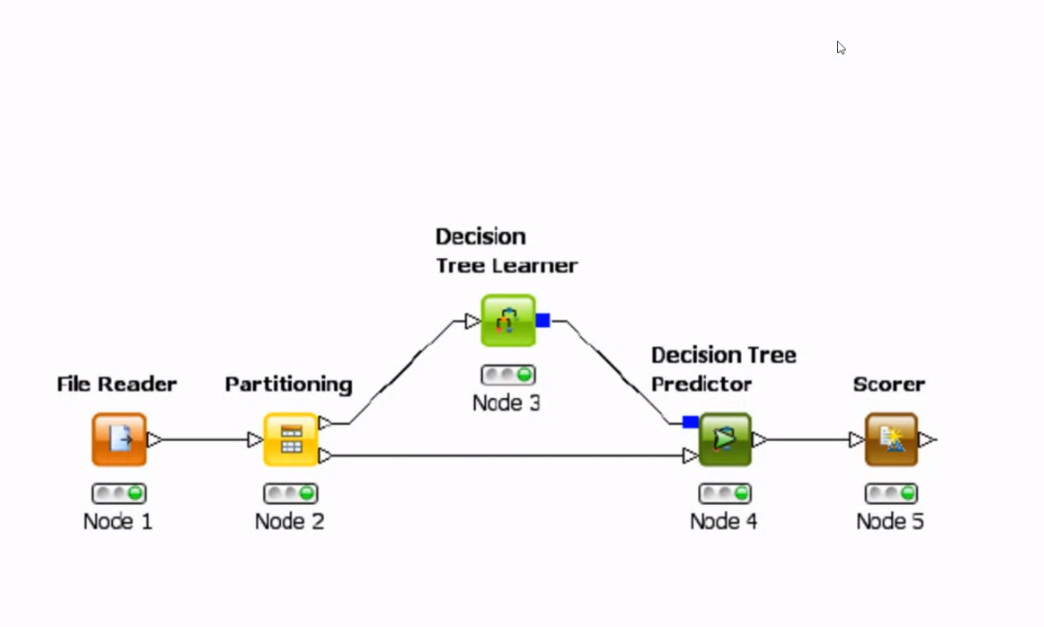 Decision
Tree Learner
Node 3
File Reader
Node 1
Partitioning
Node 2
Decision Tree
Predictor
Node 4
Scorer
Node 5